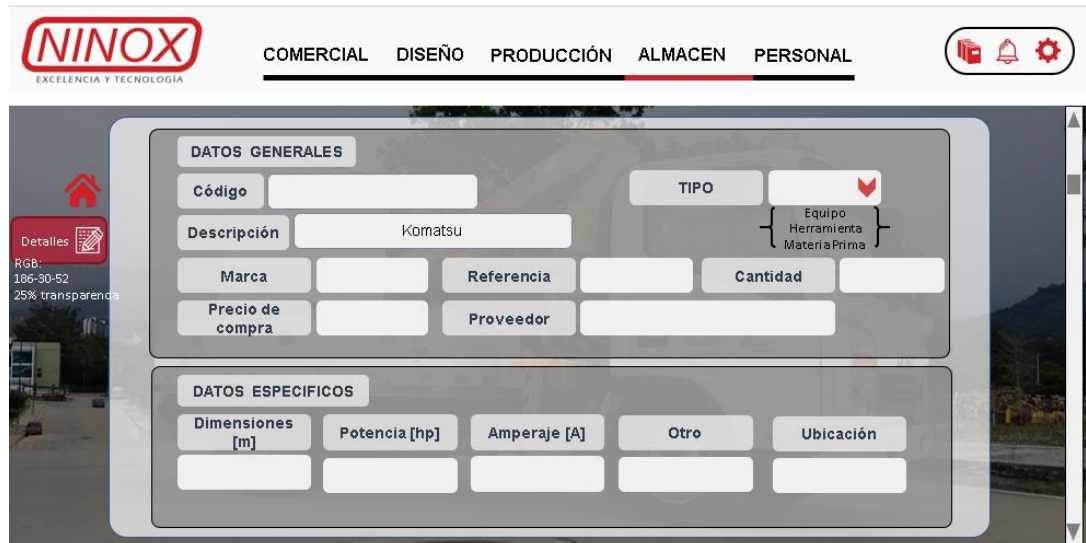 NINOX
EXCELENCIA Y TECNOLOGÍA
COMERCIAL DISEÑO PRODUCCIÓN ALMACEN PERSONAL
DATOS GENERALES
Código
TIPO
Equipo
Herramienta
MateriaPrima
Descripción Komatsu
Detalles
RGB:
186-30-52
25% transparencia
Marca Referencia Cantidad
Precio de
compra
Proveedor
DATOS ESPECIFICOS
Dimensiones
[m]
Potencia [hp] Amperaje [A] Otro Ubicación